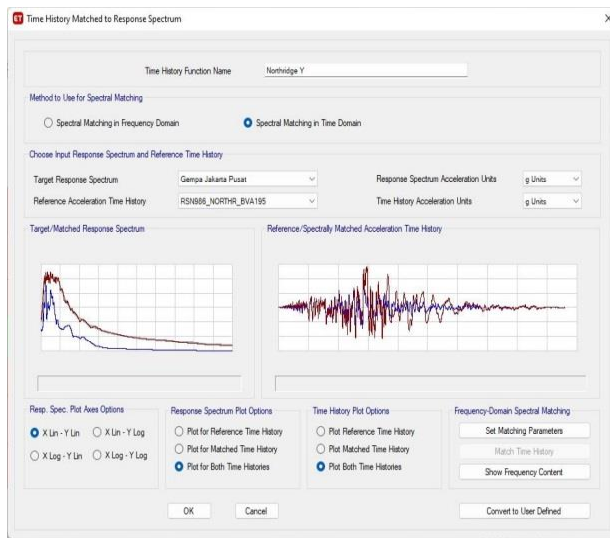 ET Time History Matched to Response Spectrum
Time History Function Name Northridge Y
Method to Use for Spectral Matching
Spectral Matching in Frequency Domain Spectral Matching in Time Domain
Choose Input Response Spectrum and Reference Time History
Target Response Spectrum Gempa Jakarta Pusat Response Spectrum Acceleration Units g Units
Reference Acceleration Time History RSN986_NORTHR_BVA195 Time History Acceleration Units g Units
Target/Matched Response Spectrum Reference/Spectrally Matched Acceleration Time History
Resp. Spec. Plot Axes Options Response Spectrum Plot Options Time History Plot Options Frequency-Domain Spectral Matching
X Lin - Y Lin X Lin - Y Log Plot for Reference Time History Plot Reference Time History Set Matching Parameters
X Log - Y Lin X Log - Y Log Plot for Matched Time History Plot Matched Time History Match Time History
Plot for Both Time Histories Plot Both Time Histories Show Frequency Content
OK Cancel Convert to User Defined